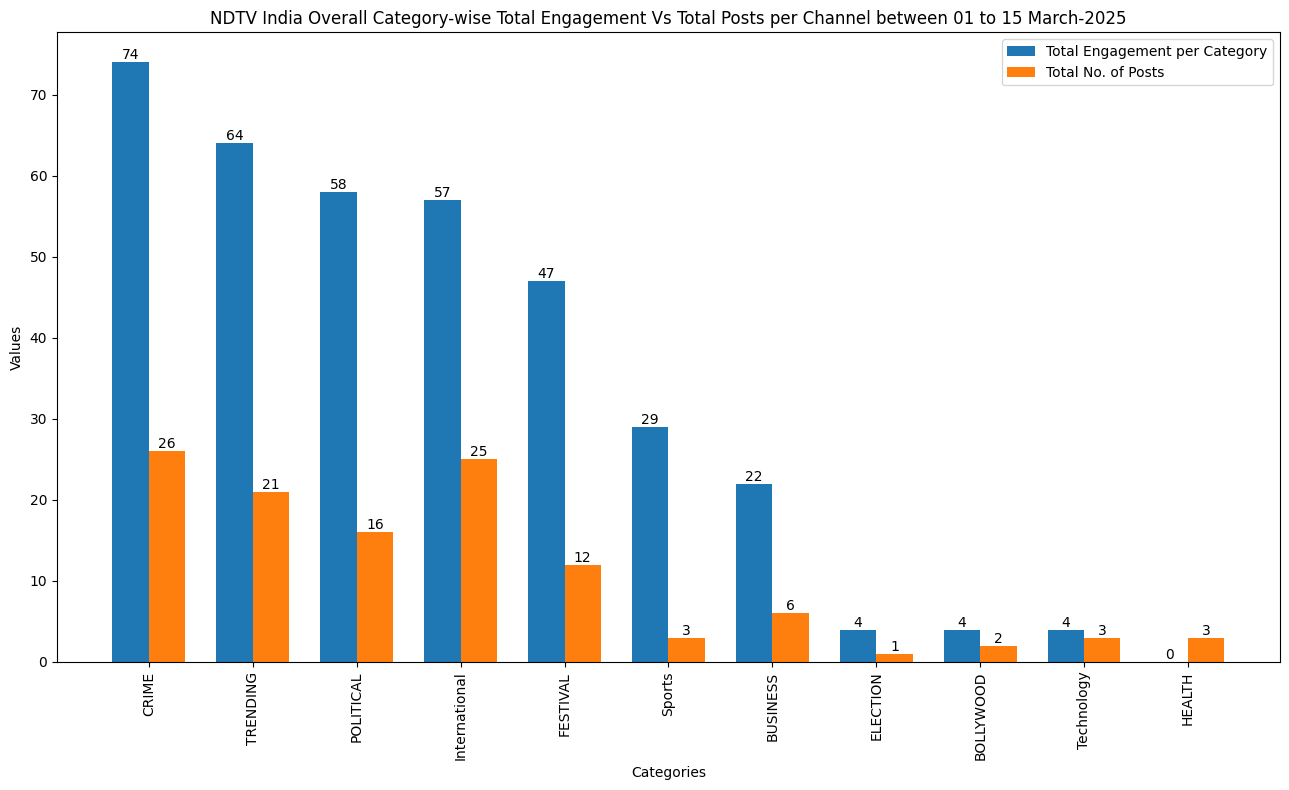 NDTV India Overall Category-wise Total Engagement Vs Total Posts per Channel between 01 to 15 March-2025
Total Engagement per Category
Total No. of Posts
Values
70
60
50
40
30
20
10
0
74
26
64
21
58
16
57
25
47
12
29
3
22
6
4
1
4
2
4
3
0
3
CRIME
TRENDING
POLITICAL
International
FESTIVAL
Sports
BUSINESS
ELECTION
BOLLYWOOD
Technology
HEALTH
Categories